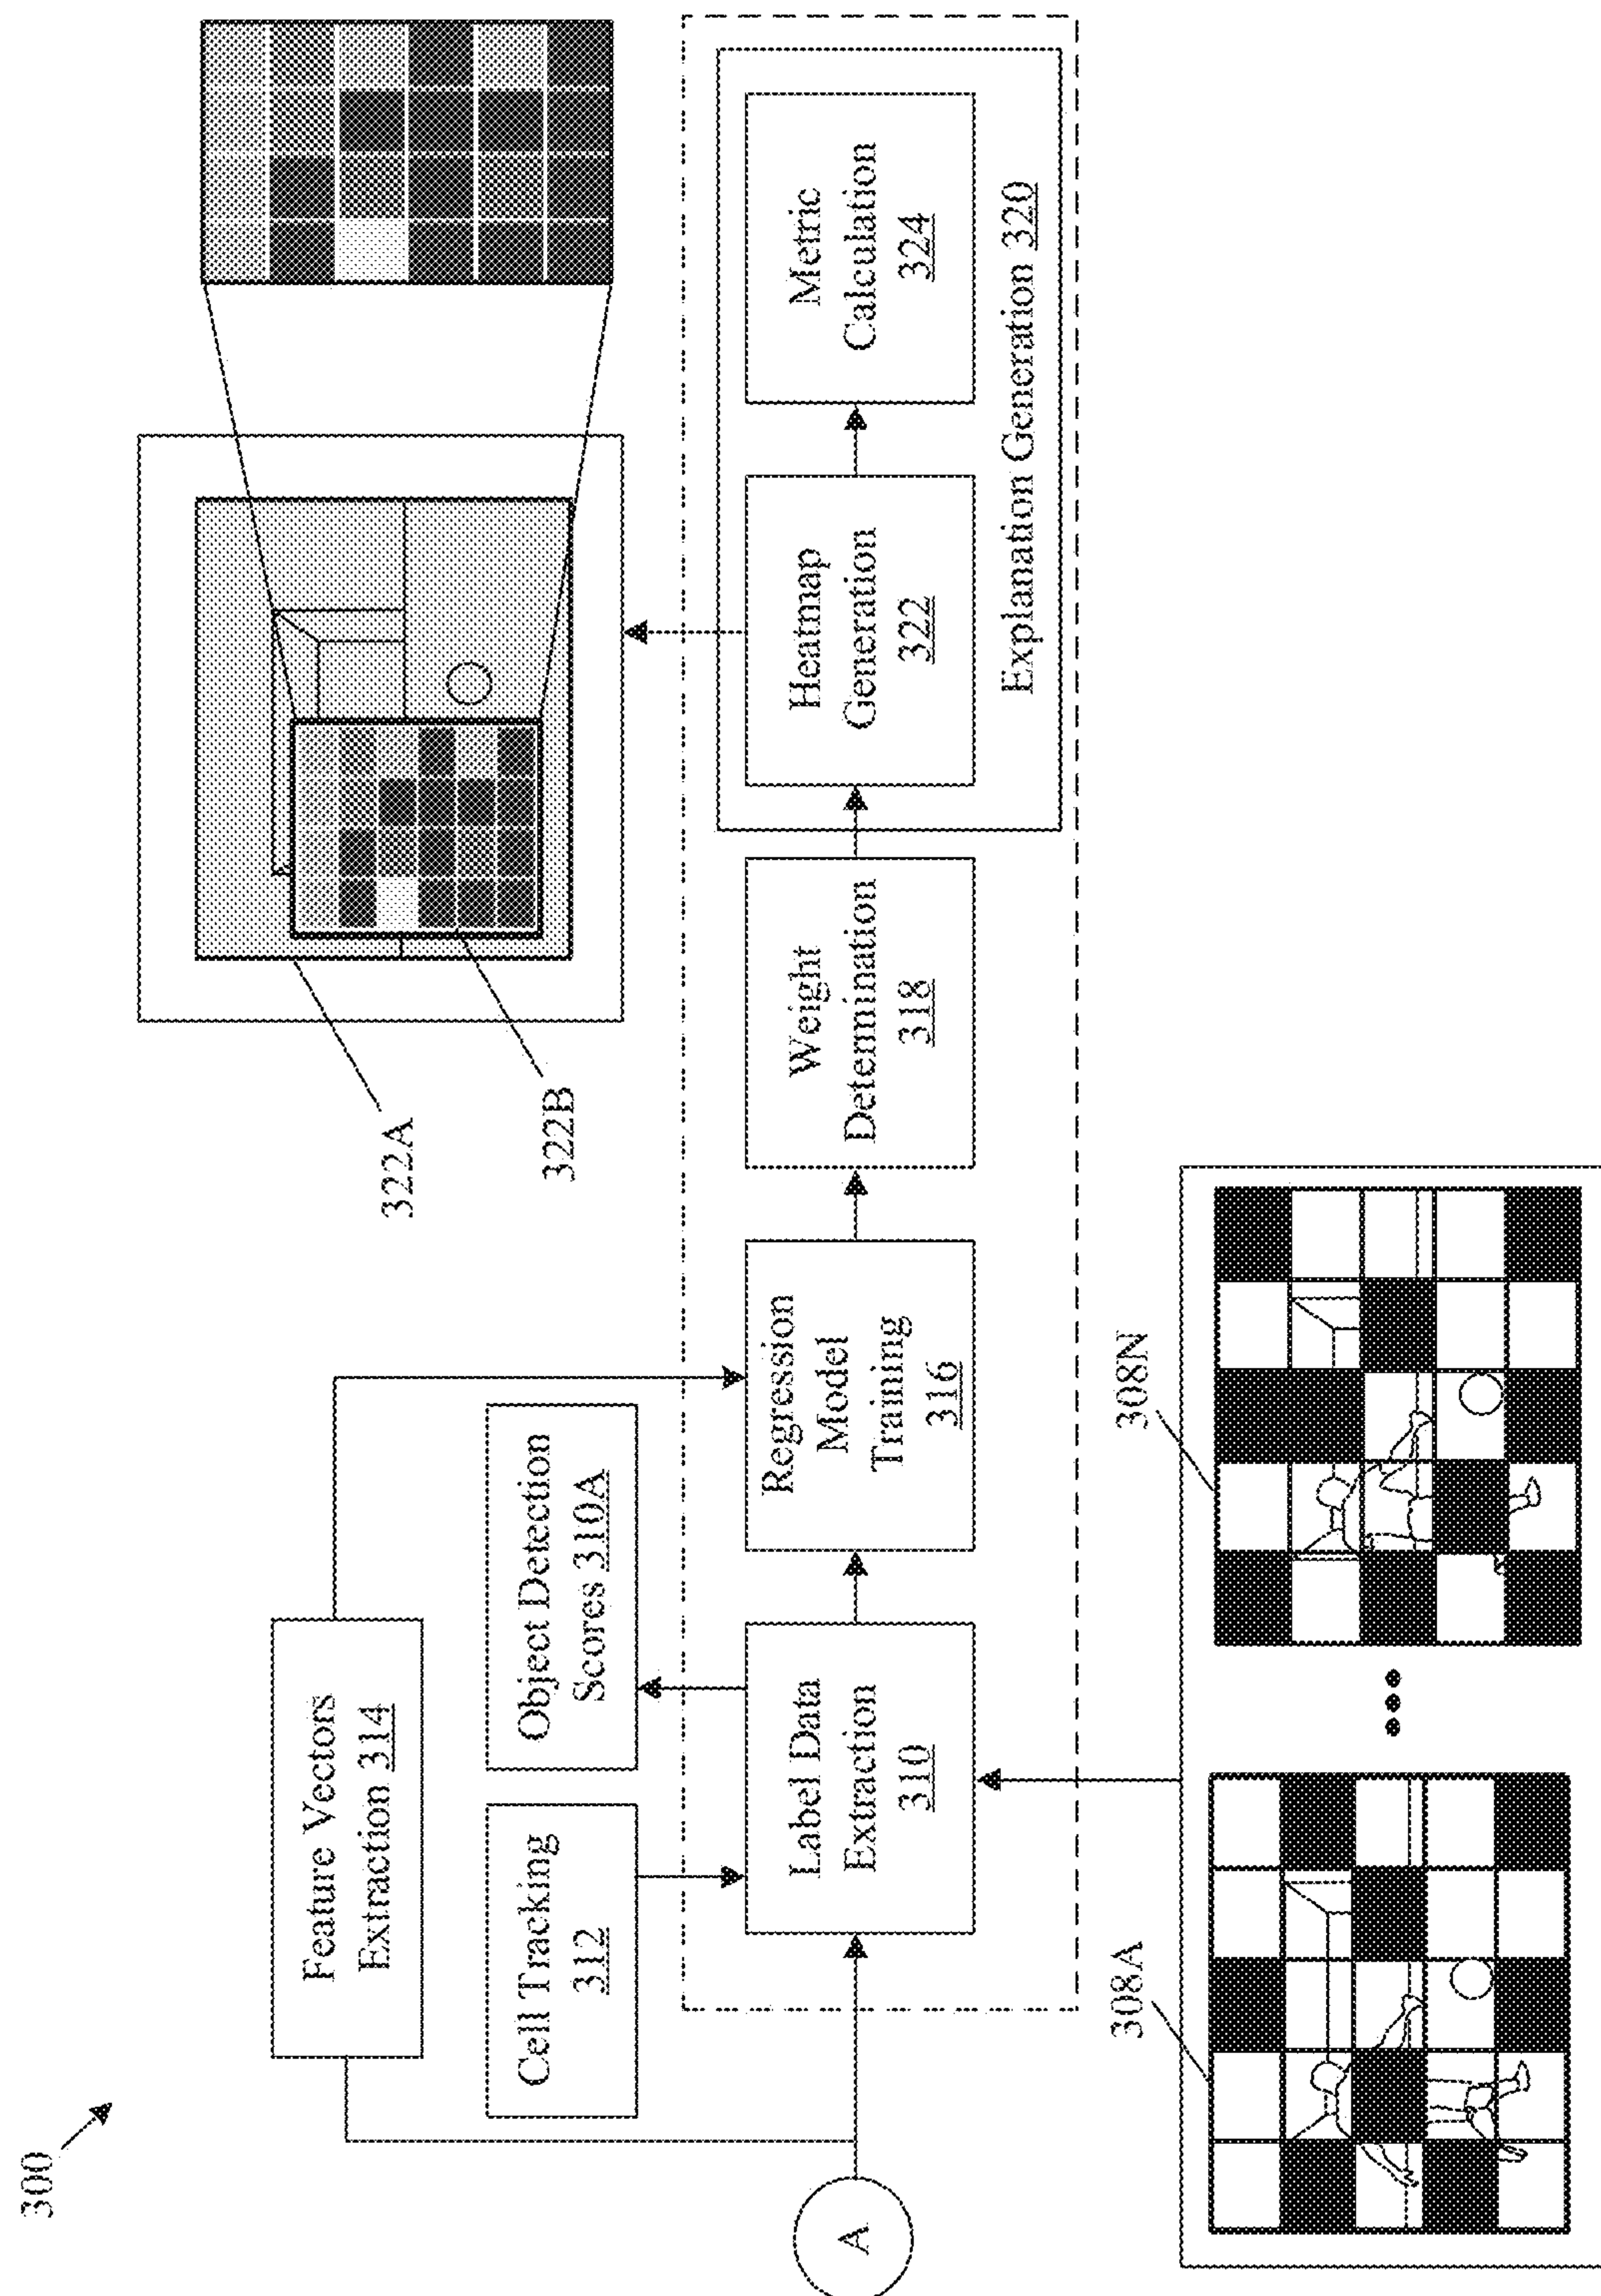 300
Feature Vectors
Extraction 314
Cell Tracking
312
Object Detection
Scores 310A
322A
322B
A
Label Data
Extraction
310
Regression
Model
Training
316
Weight
Determination
318
Heatmap
Generation
322
Metric
Calculation
324
Explanation Generation 320
308A
308N